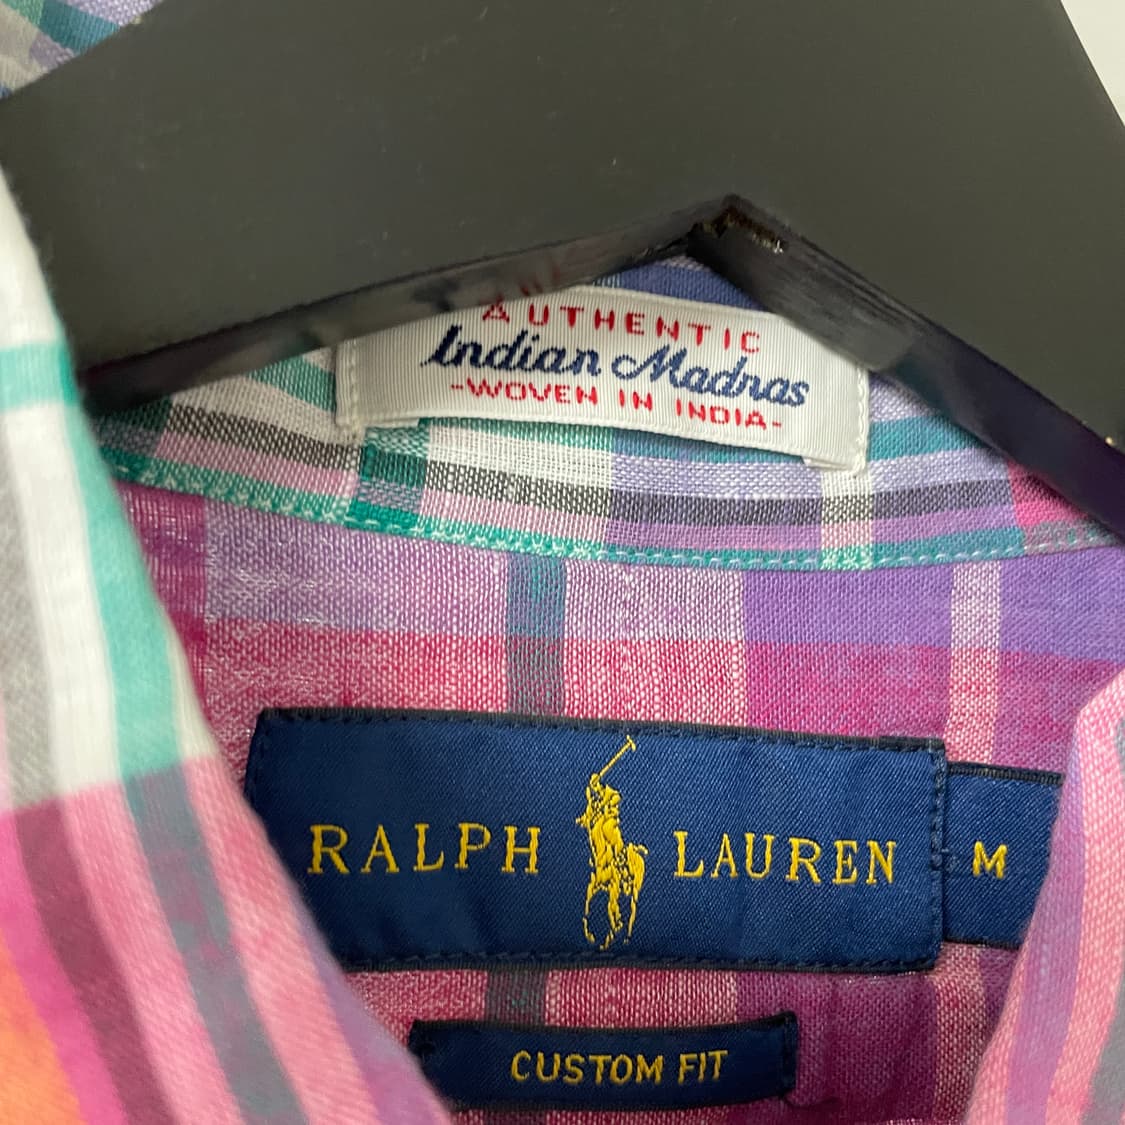 AUTHENTIC
Indian Madras
-WOVEN IN INDIA-
RALPH LAUREN
M
CUSTOM FIT